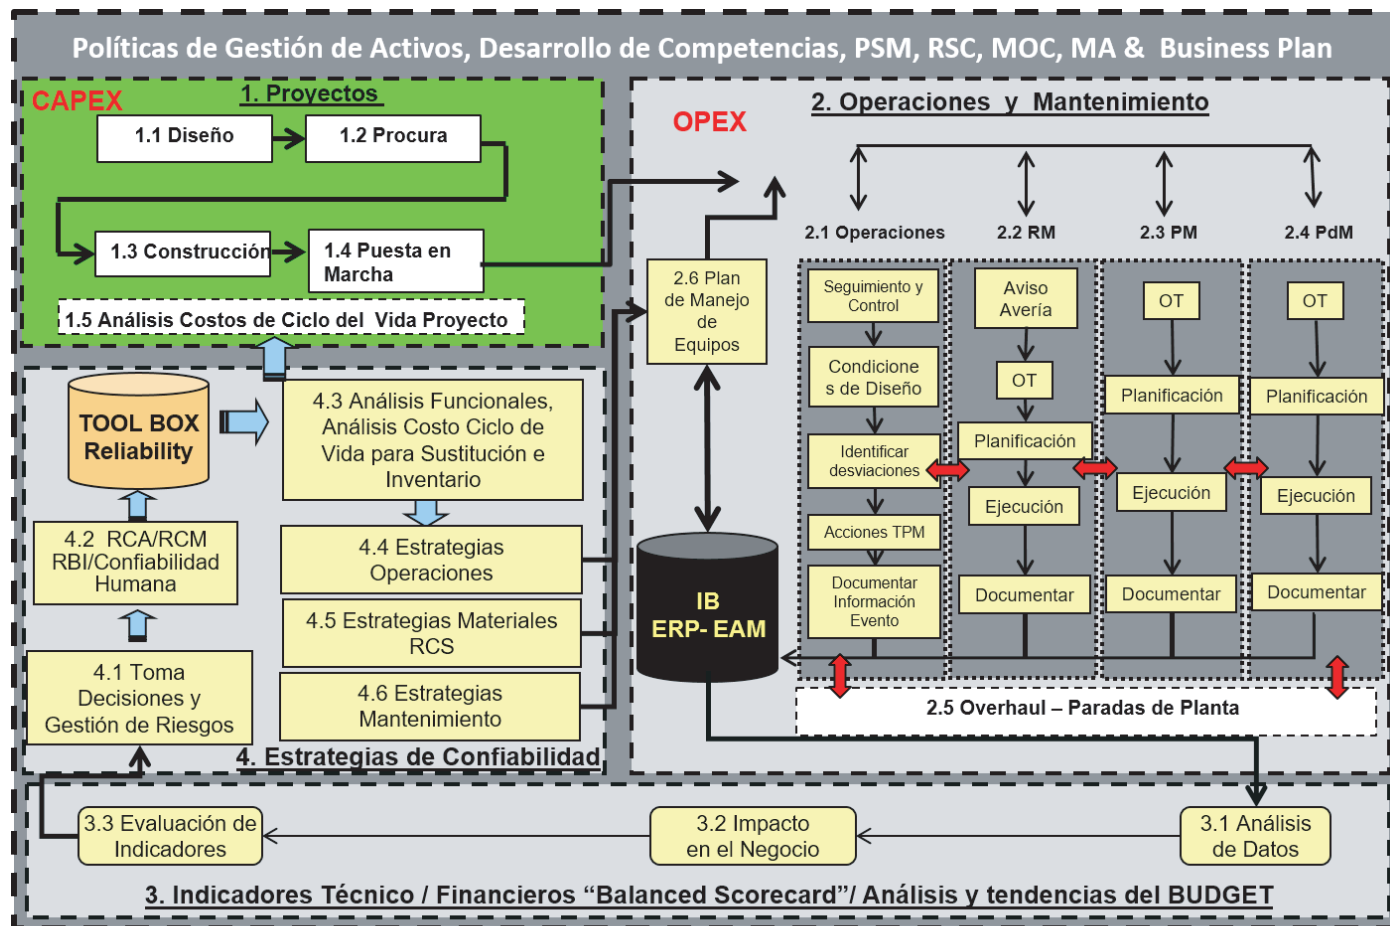 Políticas de Gestión de Activos, Desarrollo de Competencias, PSM, RSC, MOC, MA & Business Plan
CAPEX
1. Proyectos
1.1 Diseño
1.2 Procura
1.3 Construcción
1.4 Puesta en
Marcha
1.5 Análisis Costos de Ciclo del Vida Proyecto
TOOL BOX
Reliability
4.3 Análisis Funcionales,
Análisis Costo Ciclo de
Vida para Sustitución e
Inventario
4.2 RCA/RCM
RBI/Confiabilidad
Humana
4.4 Estrategias
Operaciones
4.5 Estrategias Materiales
RCS
4.1 Toma
Decisiones y
Gestión de Riesgos
4.6 Estrategias
Mantenimiento
4. Estrategias de Confiabilidad
OPEX
2. Operaciones y Mantenimiento
2.1 Operaciones
2.2 RM
2.3 PM
2.4 PdM
2.6 Plan
de Manejo
de
Equipos
IB
ERP- EAM
Seguimiento y
Control
Condicione
s de Diseño
Identificar
desviaciones
Acciones TPM
Documentar
Información
Evento
Aviso
Avería
OT
Planificación
Ejecución
Documentar
OT
Planificación
Ejecución
Documentar
OT
Planificación
Ejecución
Documentar
2.5 Overhaul – Paradas de Planta
3.3 Evaluación de
Indicadores
3.2 Impacto
en el Negocio
3.1 Análisis
de Datos
3. Indicadores Técnico / Financieros “Balanced Scorecard”/ Análisis y tendencias del BUDGET